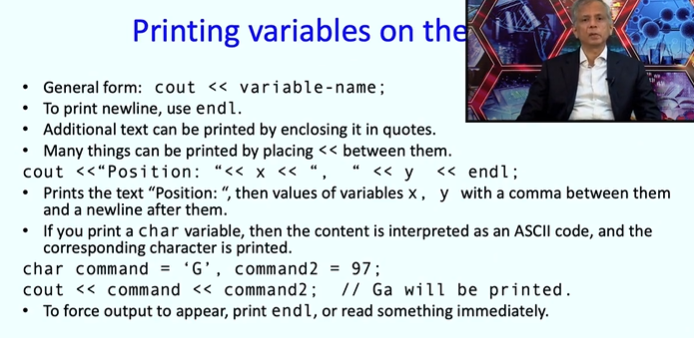 Printing variables on the
• General form: cout << variable-name;
• To print newline, use endl.
• Additional text can be printed by enclosing it in quotes.
• Many things can be printed by placing << between them.
cout <<“Position: “<< x << “, “ << y << endl;
• Prints the text “Position: “, then values of variables x, y with a comma between them
and a newline after them.
• If you print a char variable, then the content is interpreted as an ASCII code, and the
corresponding character is printed.
char command = ‘G’, command2 = 97;
cout << command << command2; // Ga will be printed.
• To force output to appear, print endl, or read something immediately.